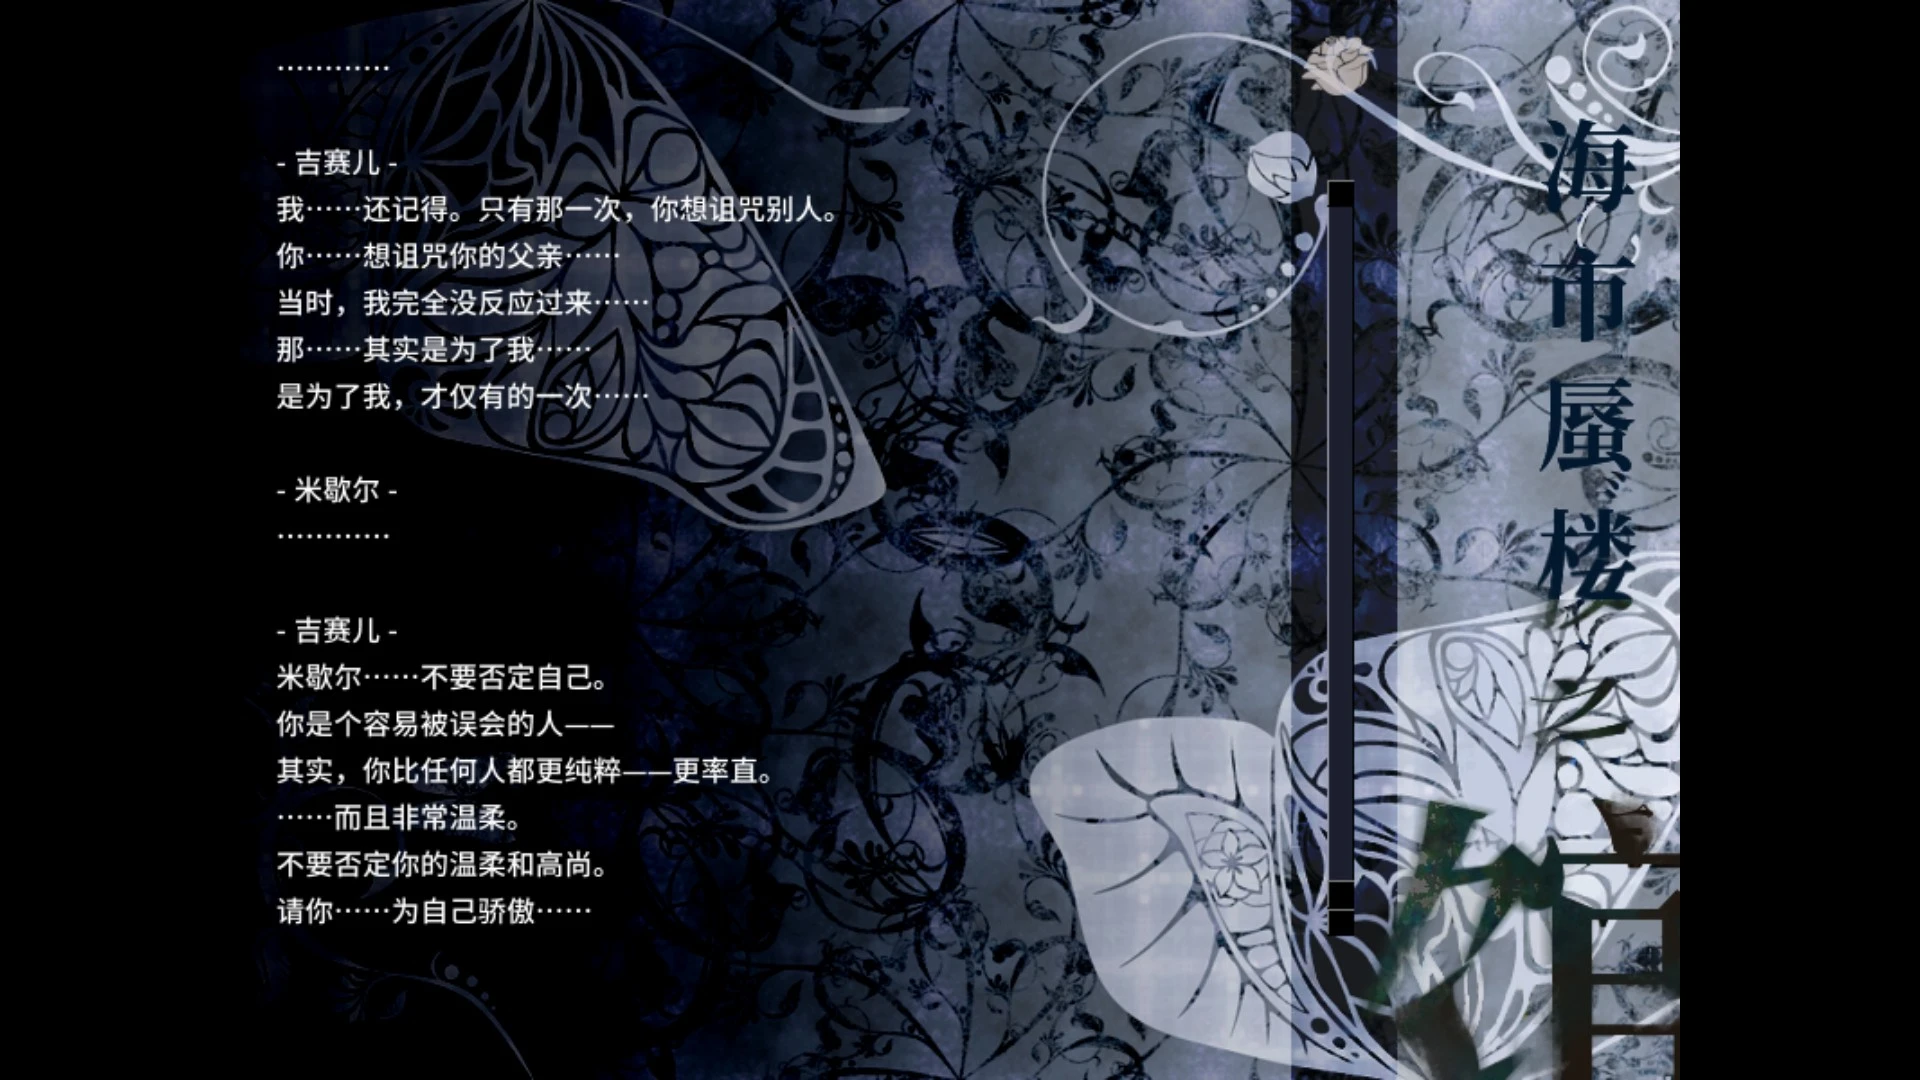 …………
- 吉赛儿 -
我……还记得。只有那一次，你想诅咒别人。
你……想诅咒你的父亲……
当时，我完全没反应过来……
那……其实是为了我……
是为了我，才仅有的一次……
- 米歇尔 -
…………
- 吉赛儿 -
米歇尔……不要否定自己。
你是个容易被误会的人——
其实，你比任何人都更纯粹——更率直。
……而且非常温柔。
不要否定你的温柔和高尚。
请你……为自己骄傲……
海市蜃楼之馆